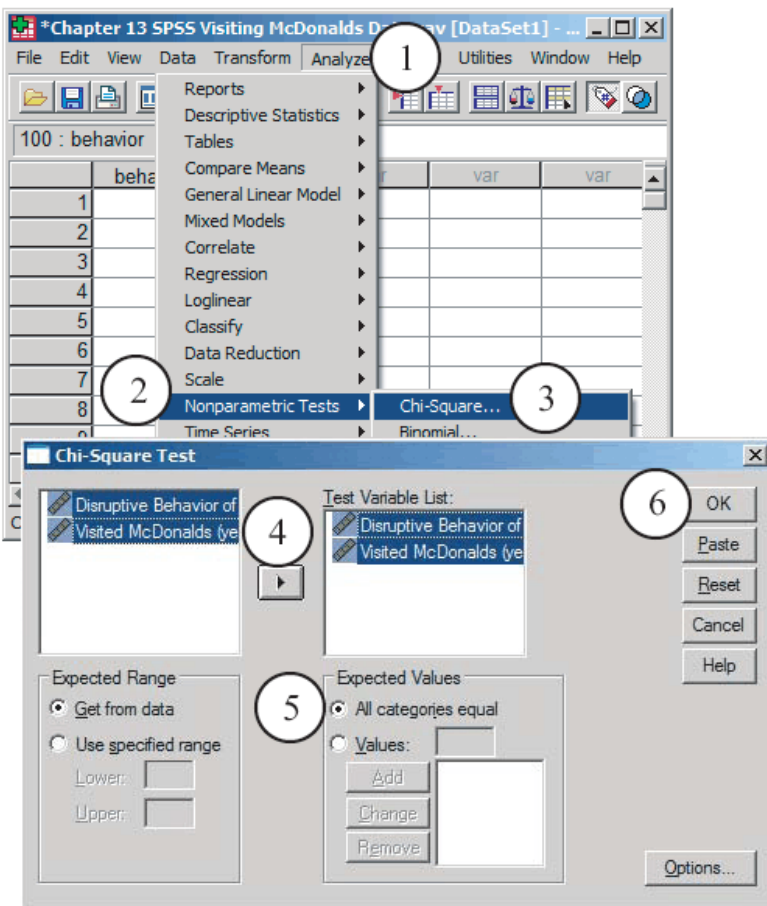 *Chapter 13 SPSS Visiting McDonalds D av [DataSet1] - ...
File Edit View Data Transform Analyze Utilities Window Help
1
100 : behavior
beha var var
Reports
Descriptive Statistics
Tables
Compare Means
General Linear Model
Mixed Models
Correlate
Regression
Loglinear
Classify
Data Reduction
Scale
Nonparametric Tests
Time Series
1
2
3
4
5
6
7
8
2
Chi-Square...
3
Binomial...
Chi-Square Test
Disruptive Behavior of
Visited McDonalds (ye
4
Test Variable List:
Disruptive Behavior of
Visited McDonalds (ye
6
OK
Paste
Reset
Cancel
Help
Expected Range
Get from data
Use specified range
Lower:
Upper:
5
Expected Values
All categories equal
Values:
Add
Change
Remove
Options...